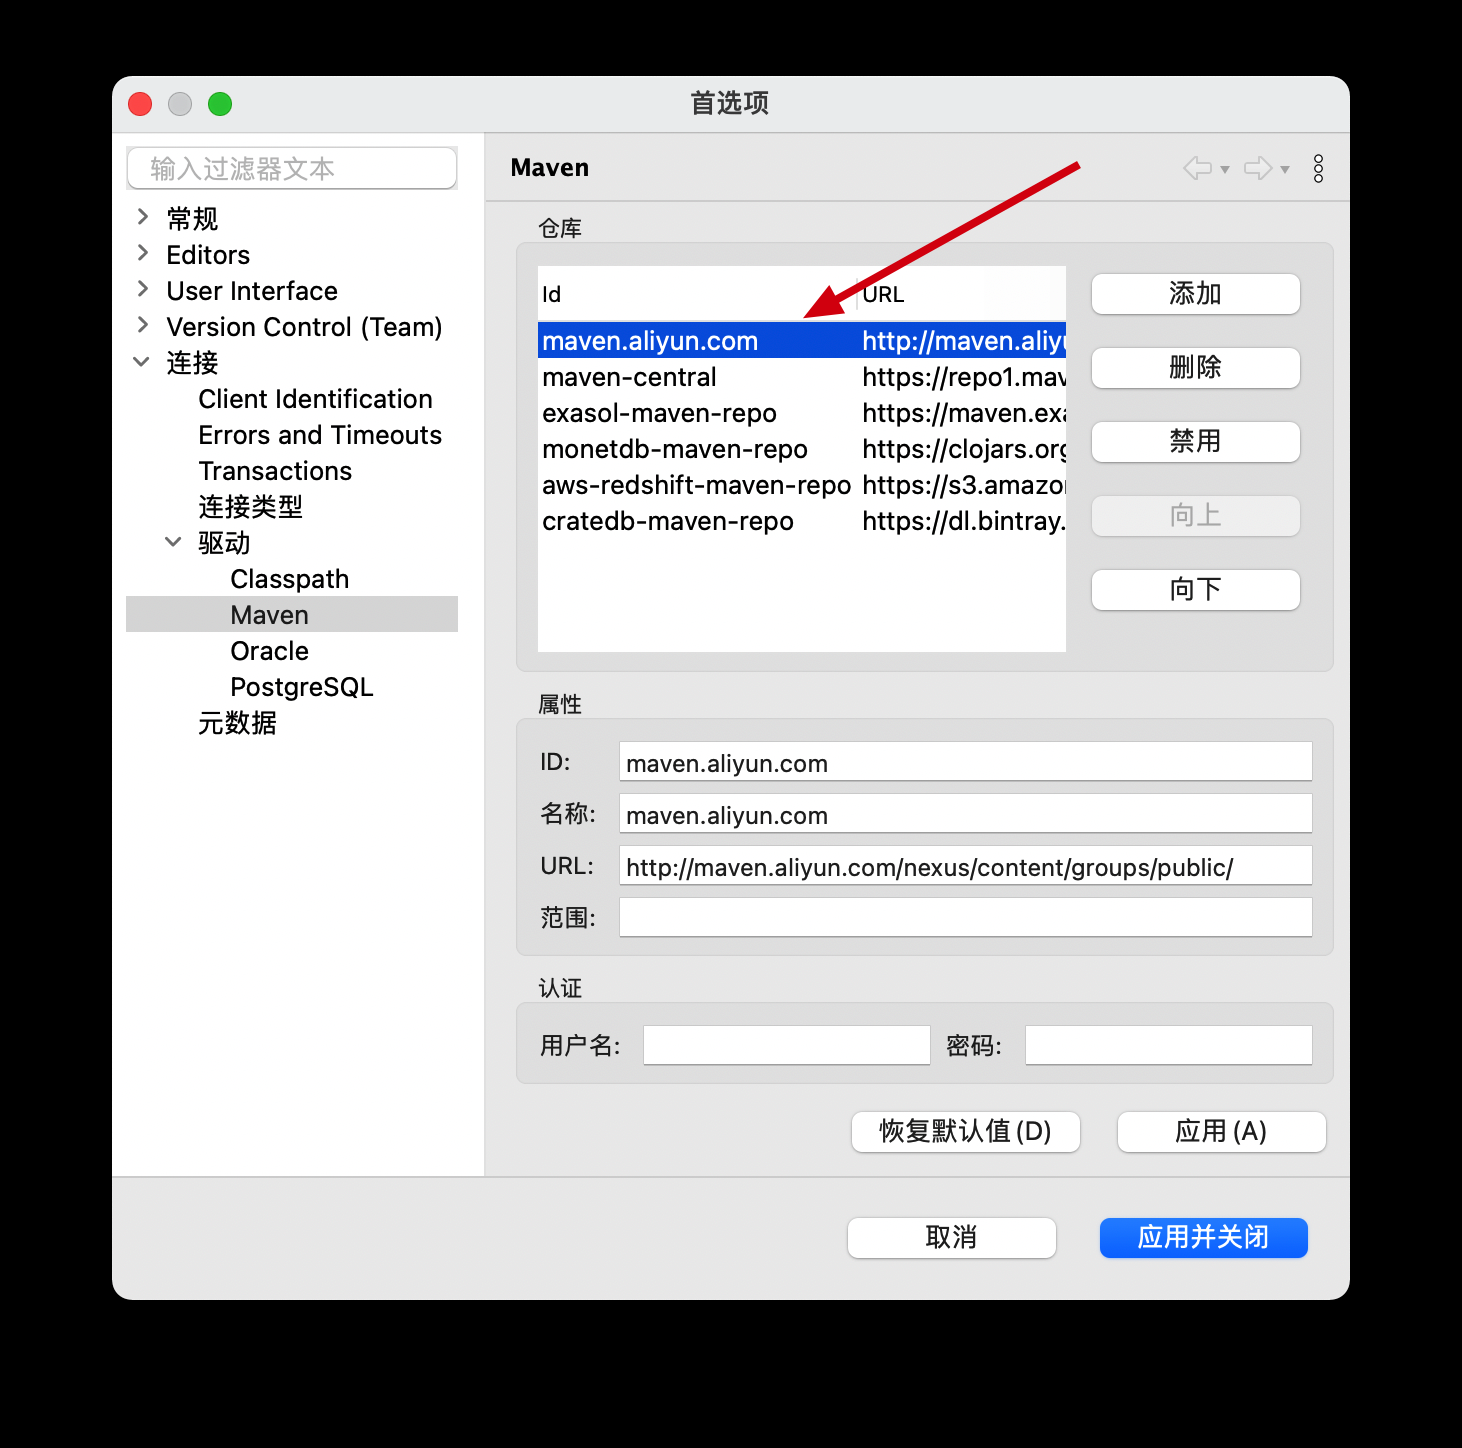 首选项
输入过滤器文本
常规
Editors
User Interface
Version Control (Team)
连接
Client Identification
Errors and Timeouts
Transactions
连接类型
驱动
Classpath
Maven
Oracle
PostgreSQL
元数据
Maven
仓库
Id URL
maven.aliyun.com http://maven.aliyu
maven-central https://repo1.mav
exasol-maven-repo https://maven.exa
monetdb-maven-repo https://clojars.org
aws-redshift-maven-repo https://s3.amazon
cratedb-maven-repo https://dl.bintray.
添加
删除
禁用
向上
向下
属性
ID: maven.aliyun.com
名称: maven.aliyun.com
URL: http://maven.aliyun.com/nexus/content/groups/public/
范围:
认证
用户名: 密码:
恢复默认值(D) 应用(A)
取消 应用并关闭